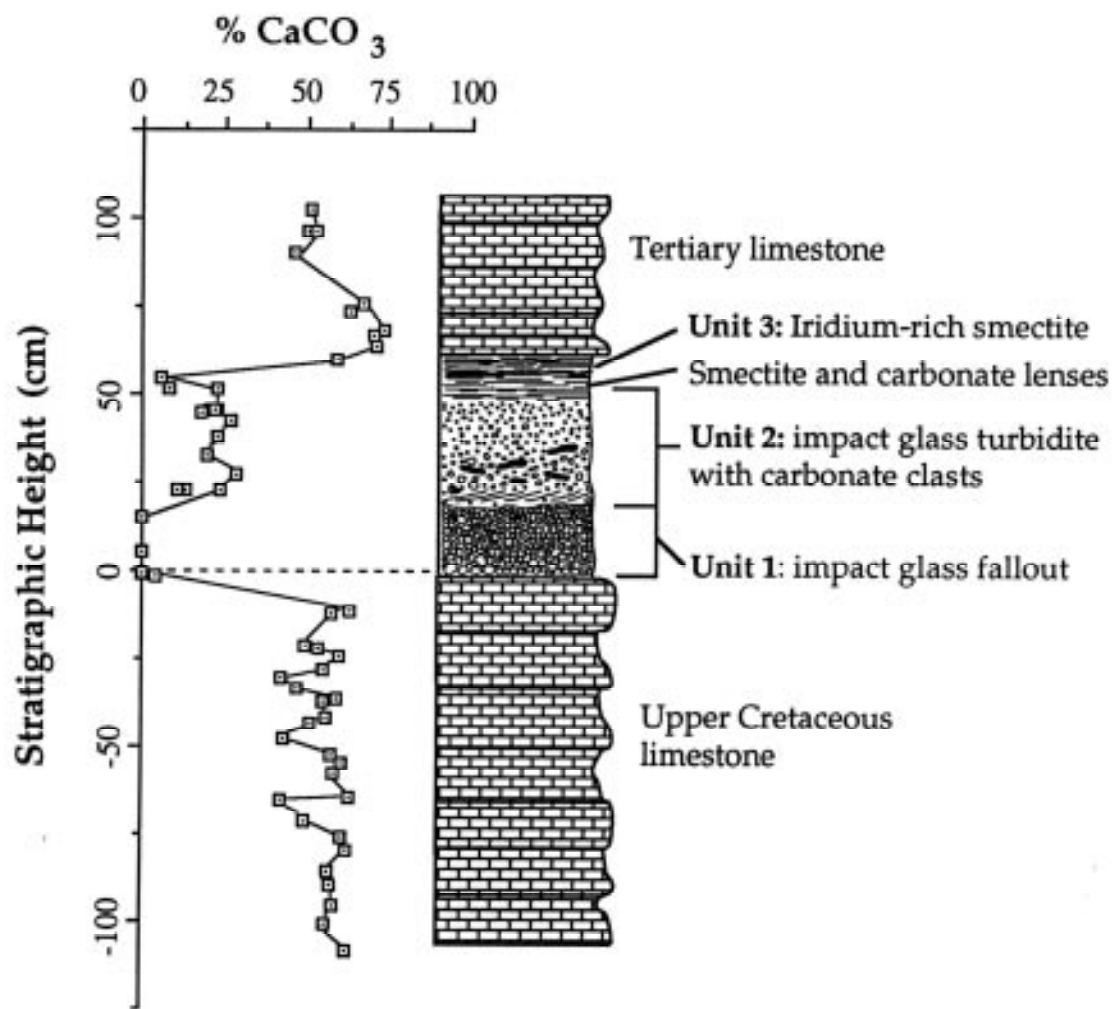 % CaCO 3
0 25 50 75 100
Stratigraphic Height (cm)
100
50
0
-50
-100
Tertiary limestone
Unit 3: Iridium-rich smectite
Smectite and carbonate lenses
Unit 2: impact glass turbidite
with carbonate clasts
Unit 1: impact glass fallout
Upper Cretaceous
limestone